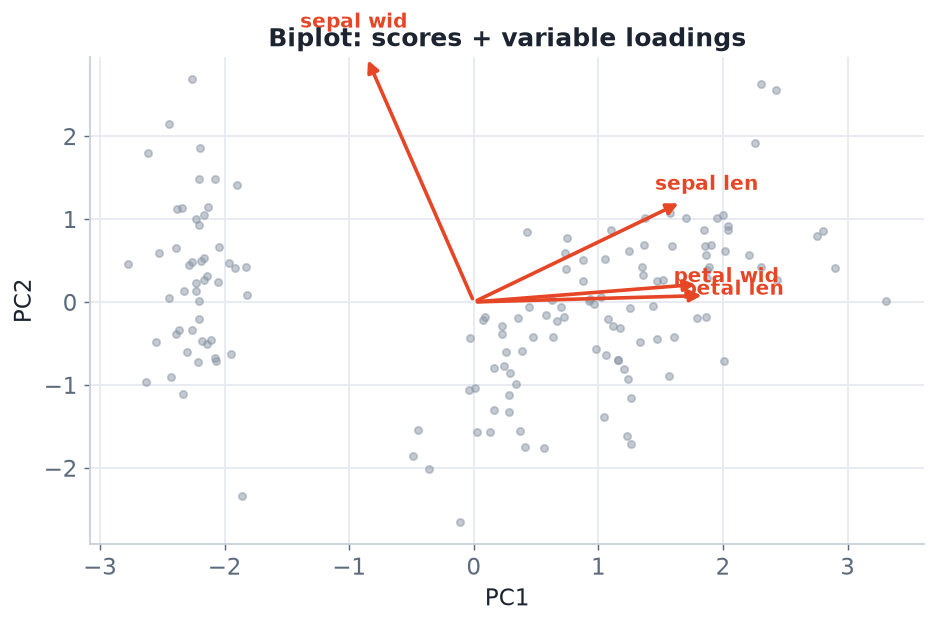 sepal wid
Biplot: scores + variable loadings
sepal len
petal wid
petal len
PC2
2
1
0
−1
−2
−3
−2
−1
0
1
2
3
PC1